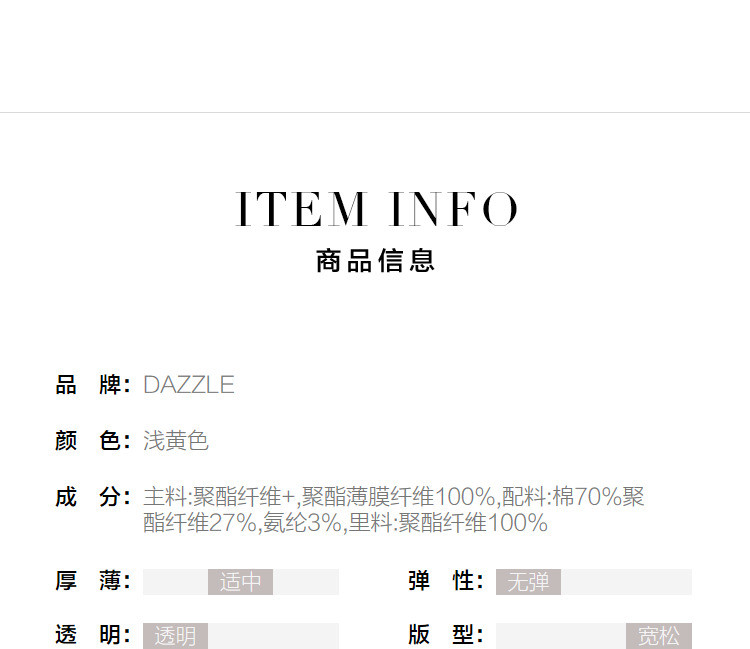 ITEM INFO
商品信息
品 牌: DAZZLE
颜 色: 浅黄色
成 分: 主料:聚酯纤维+,聚酯薄膜纤维100%,配料:棉70%聚
酯纤维27%,氨纶3%,里料:聚酯纤维100%
厚 薄: 适中 弹 性: 无弹
透 明: 透明 版 型: 宽松